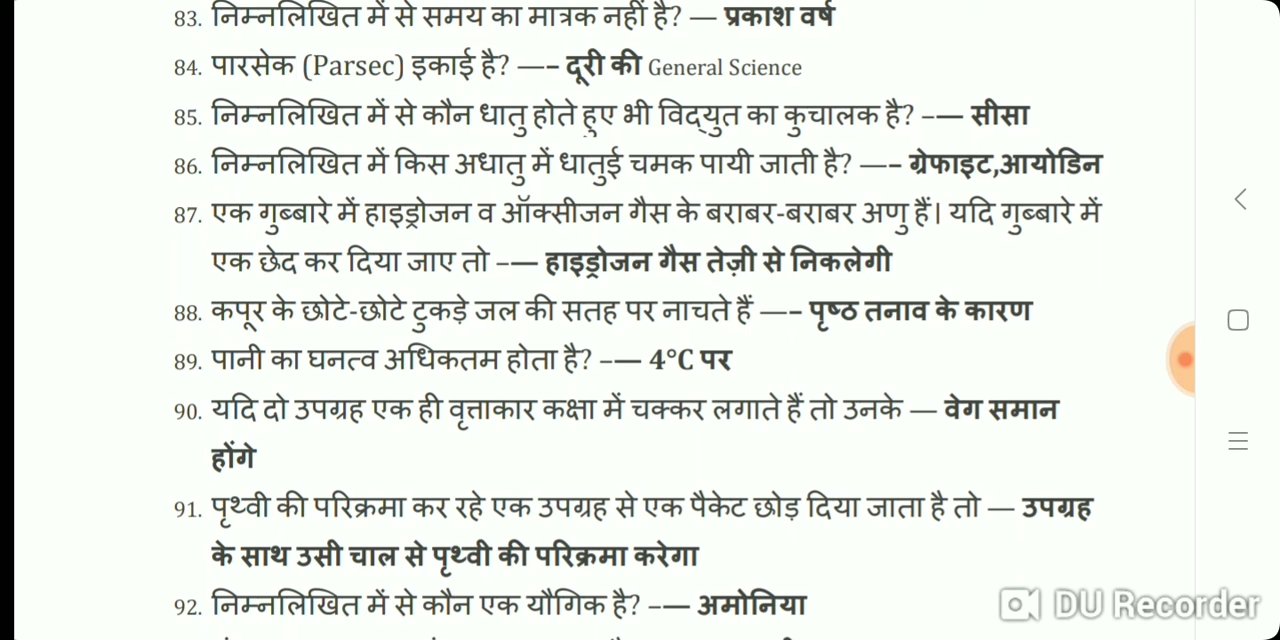 83. निम्नलिखित में से समय का मात्रक नहीं है? — प्रकाश वर्ष
84. पारसेक (Parsec) इकाई है? —– दूरी की General Science
85. निम्नलिखित में से कौन धातु होते हुए भी विद्युत का कुचालक है? –— सीसा
86. निम्नलिखित में किस अधातु में धातुई चमक पायी जाती है? —– ग्रेफाइट,आयोडिन
87. एक गुब्बारे में हाइड्रोजन व ऑक्सीजन गैस के बराबर-बराबर अणु हैं। यदि गुब्बारे में
एक छेद कर दिया जाए तो –— हाइड्रोजन गैस तेज़ी से निकलेगी
88. कपूर के छोटे-छोटे टुकड़े जल की सतह पर नाचते हैं —– पृष्ठ तनाव के कारण
89. पानी का घनत्व अधिकतम होता है? –— 4°C पर
90. यदि दो उपग्रह एक ही वृत्ताकार कक्षा में चक्कर लगाते हैं तो उनके — वेग समान
होंगे
91. पृथ्वी की परिक्रमा कर रहे एक उपग्रह से एक पैकेट छोड़ दिया जाता है तो — उपग्रह
के साथ उसी चाल से पृथ्वी की परिक्रमा करेगा
92. निम्नलिखित में से कौन एक यौगिक है? –— अमोनिया
DU Recorder